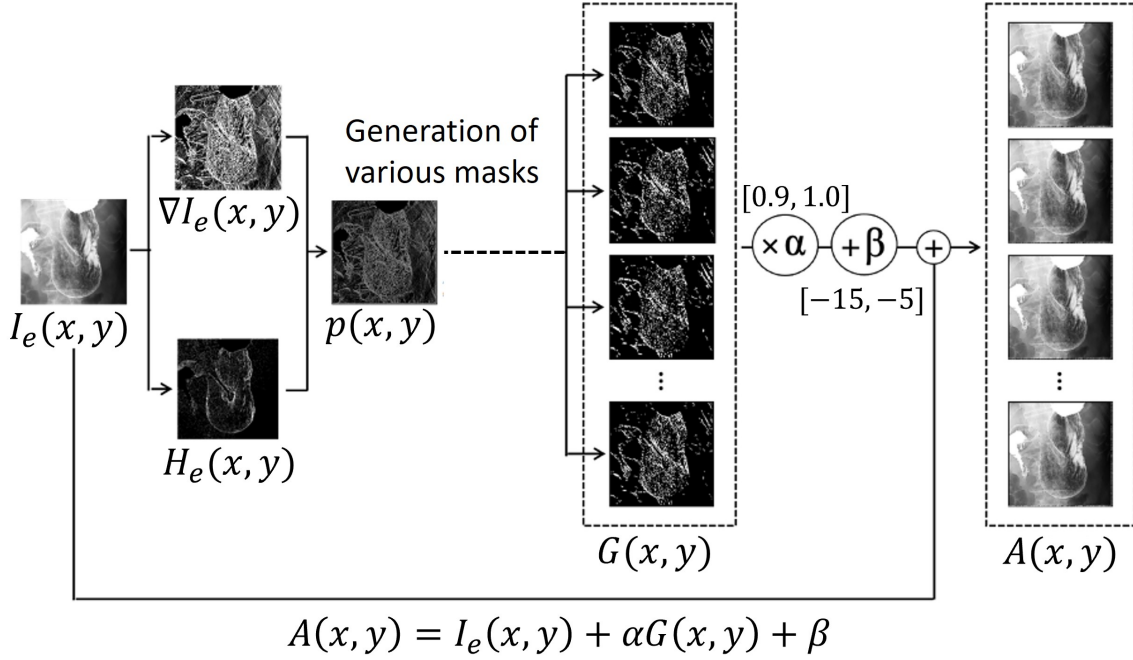 Generation of
various masks
∇I_e(x, y)
I_e(x, y)
H_e(x, y)
p(x, y)
[0.9, 1.0]
×α
+β
+
[−15, −5]
⋮
⋮
G(x, y)
A(x, y)
A(x, y) = I_e(x, y) + αG(x, y) + β